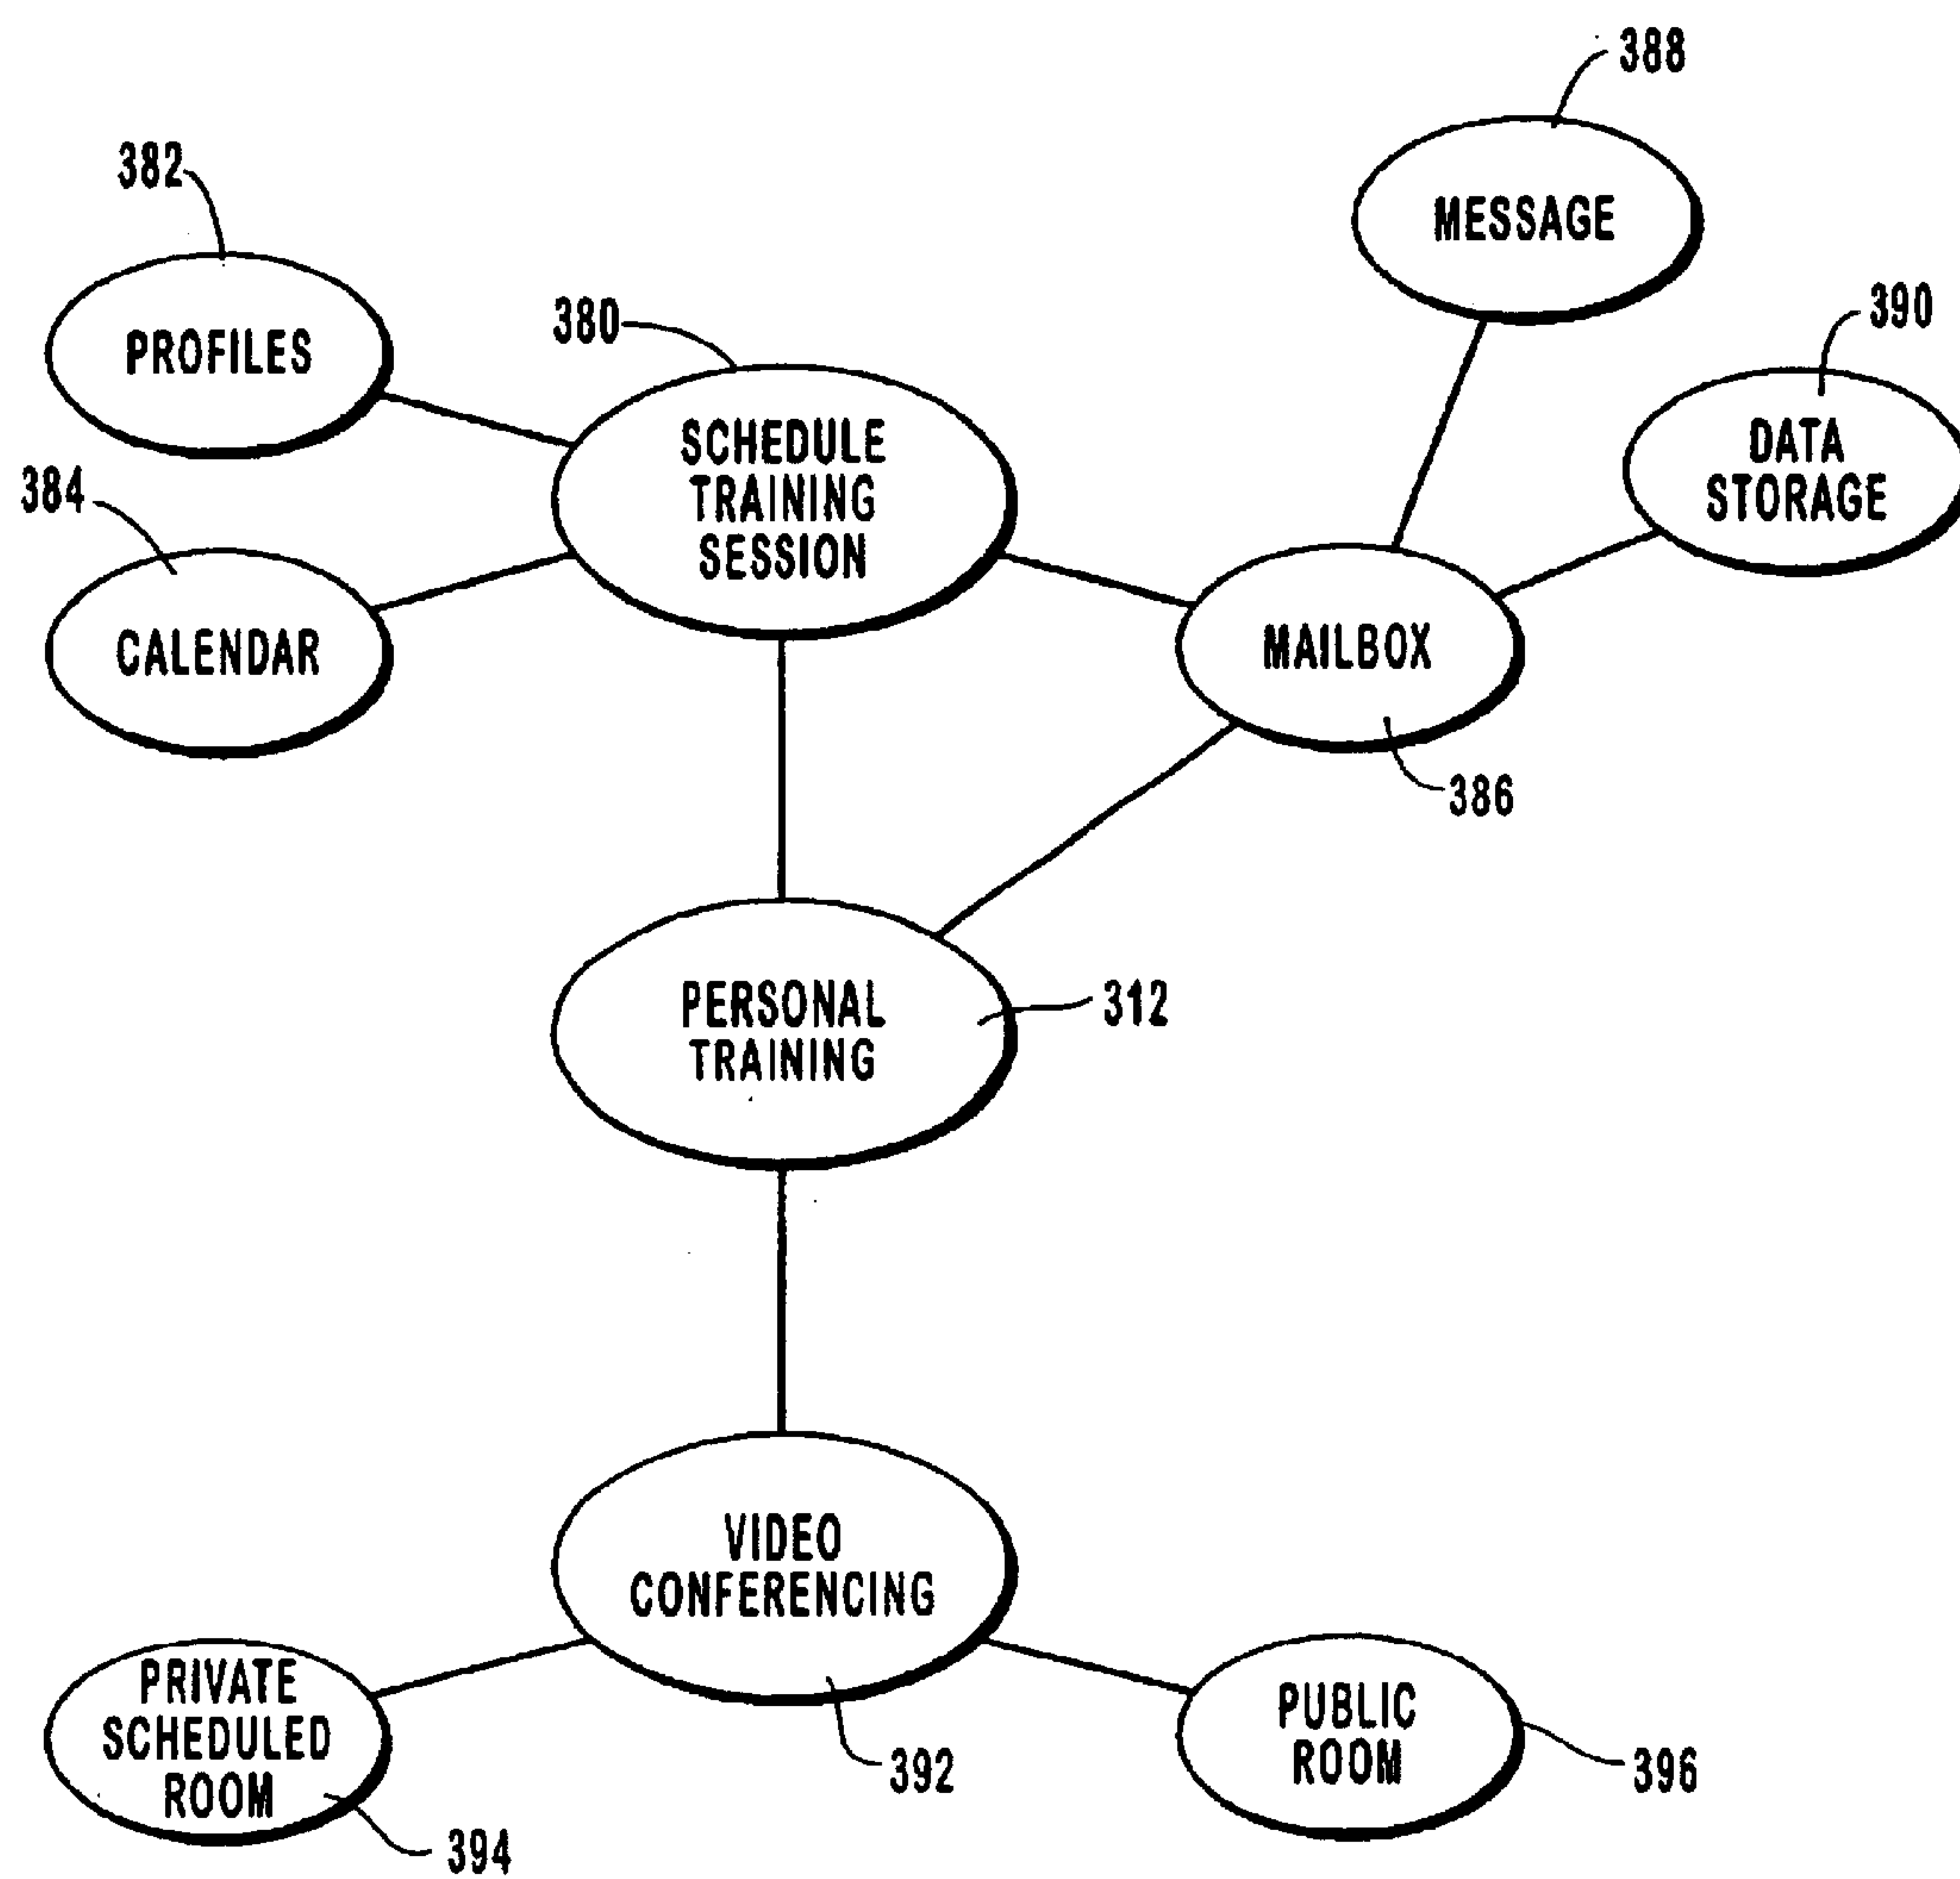 388
MESSAGE
382
PROFILES
390
DATA
STORAGE
380
SCHEDULE
TRAINING
SESSION
384
CALENDAR
MAILBOX
386
PERSONAL
TRAINING
312
VIDEO
CONFERENCING
392
PRIVATE
SCHEDULED
ROOM
394
PUBLIC
ROOM
396